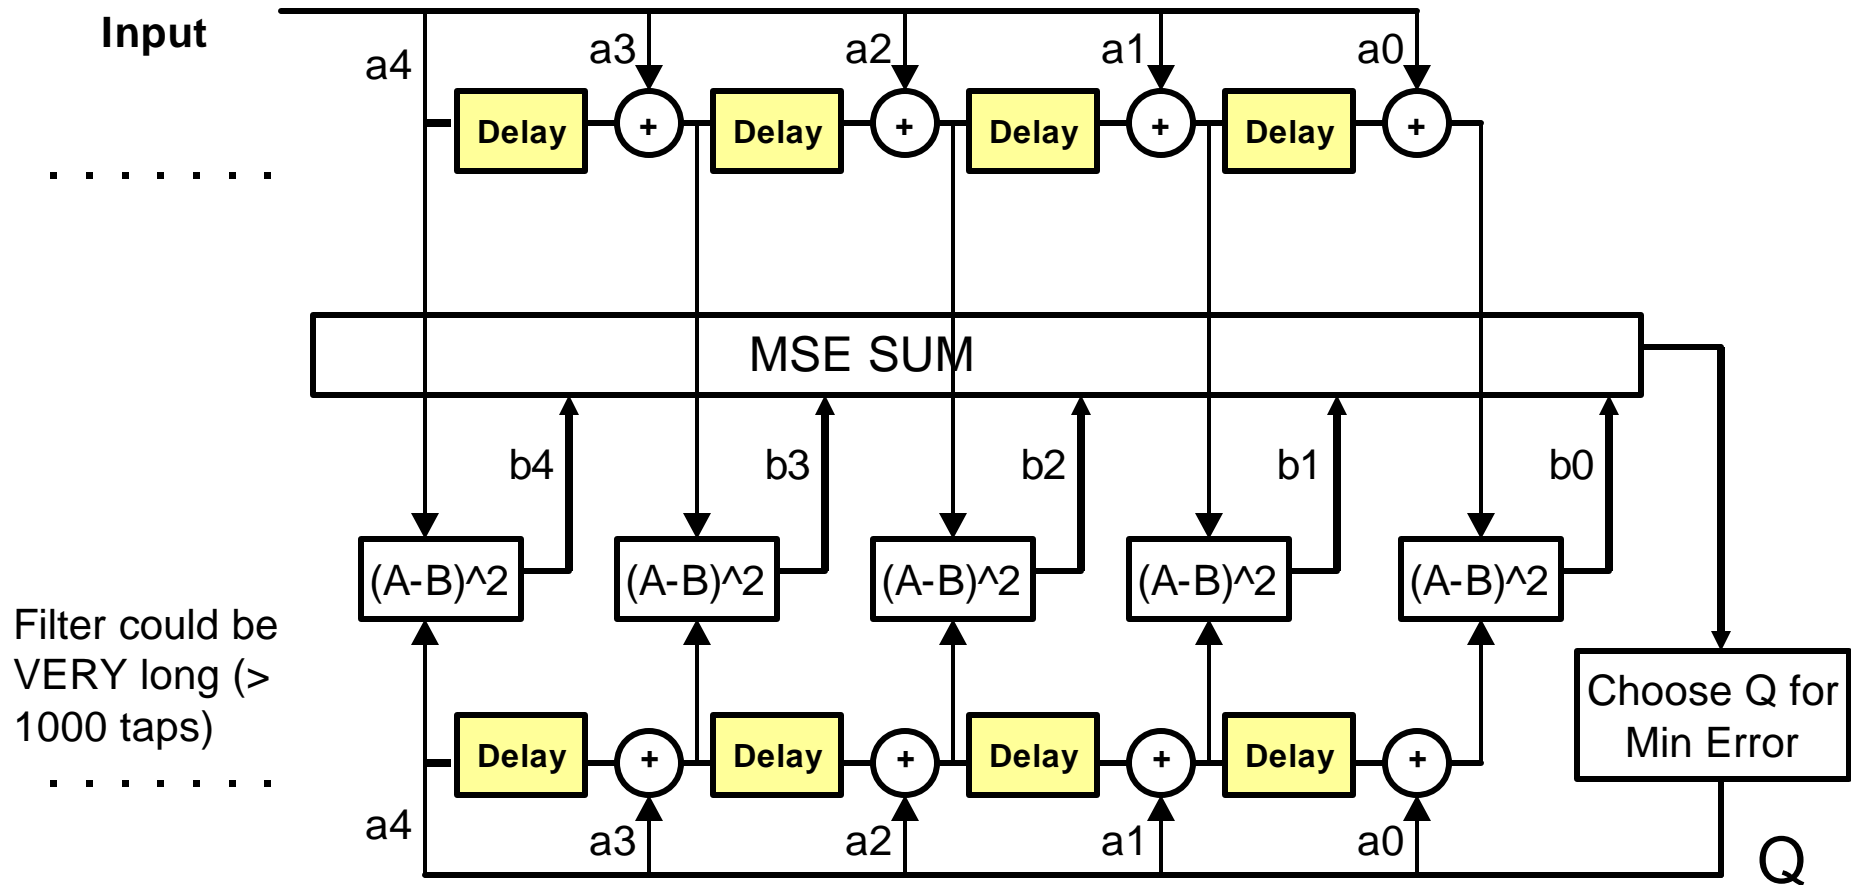 Input
a4
a3
a2
a1
a0
Delay
+
Delay
+
Delay
+
Delay
+
. . . . . . .
MSE SUM
b4
b3
b2
b1
b0
(A-B)^2
(A-B)^2
(A-B)^2
(A-B)^2
(A-B)^2
Filter could be
VERY long (>
1000 taps)
. . . . . . .
Choose Q for
Min Error
Delay
+
Delay
+
Delay
+
Delay
+
a4
a3
a2
a1
a0
Q